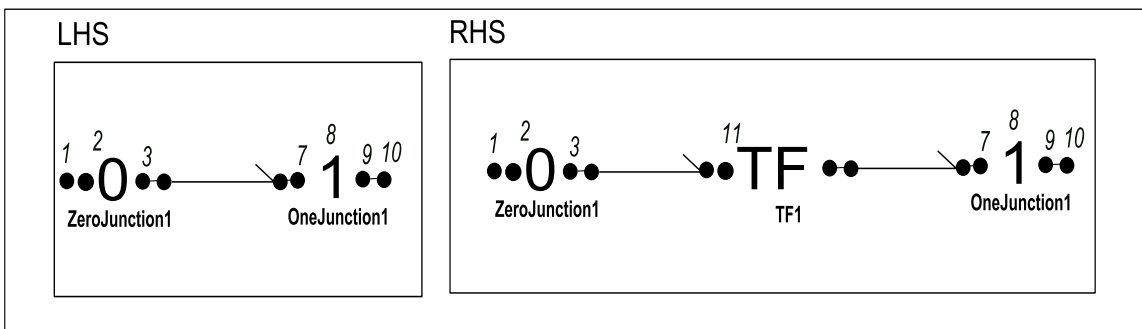 LHS
1 2 0 3 7 8 1 9 10
ZeroJunction1 OneJunction1
RHS
1 2 0 3 11 TF 7 8 1 9 10
ZeroJunction1 TF1 OneJunction1